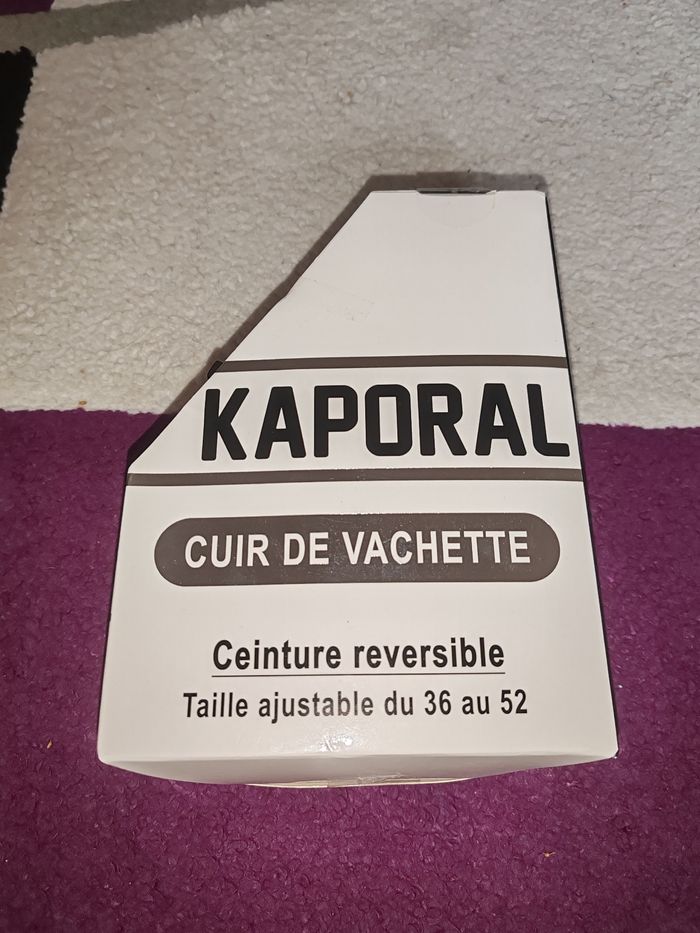 KAPORAL
CUIR DE VACHETTE
Ceinture reversible
Taille ajustable du 36 au 52